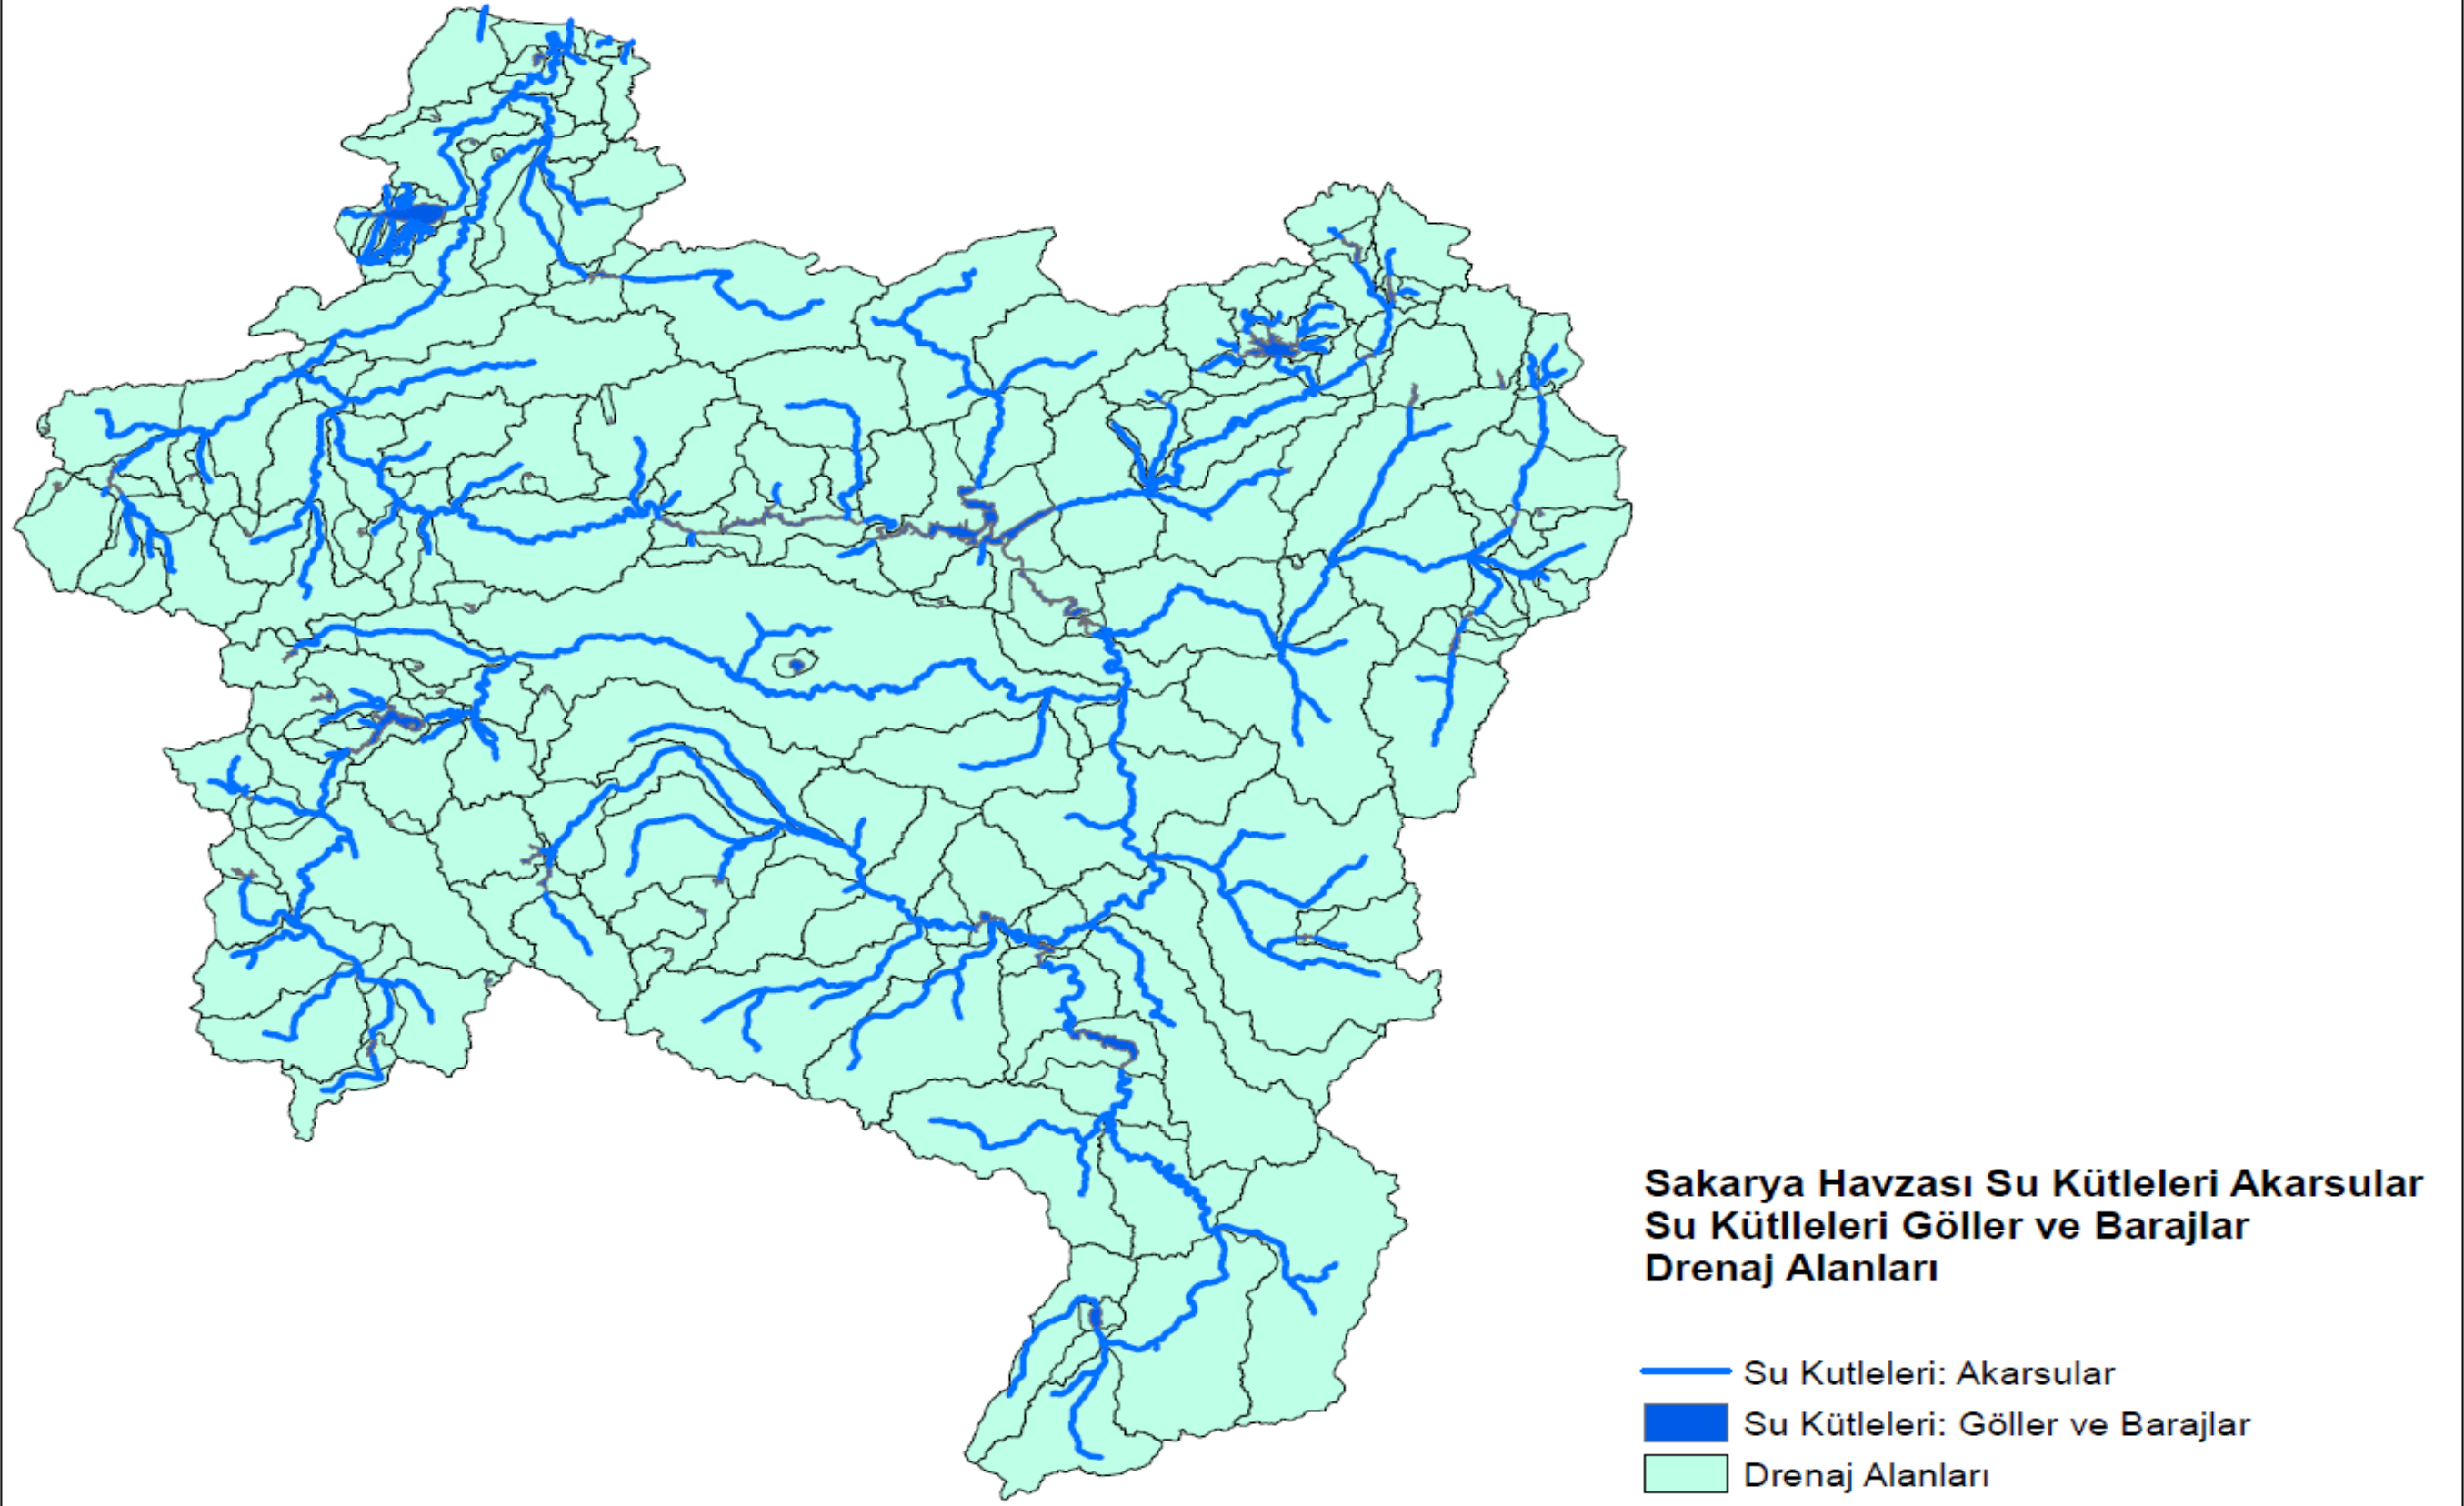 Sakarya Havzası Su Kütleleri Akarsular
Su Kütlleleri Göller ve Barajlar
Drenaj Alanları
Su Kutleleri: Akarsular
Su Kütleleri: Göller ve Barajlar
Drenaj Alanları